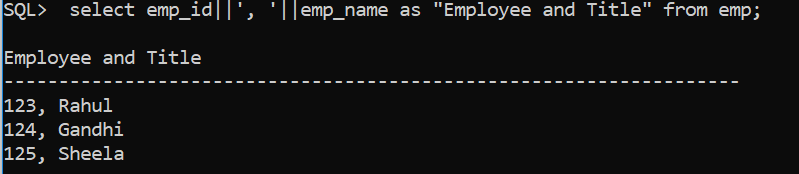 SQL>  select emp_id||', '||emp_name as "Employee and Title" from emp;
Employee and Title
--------------------------------------------------------------------
123, Rahul
124, Gandhi
125, Sheela